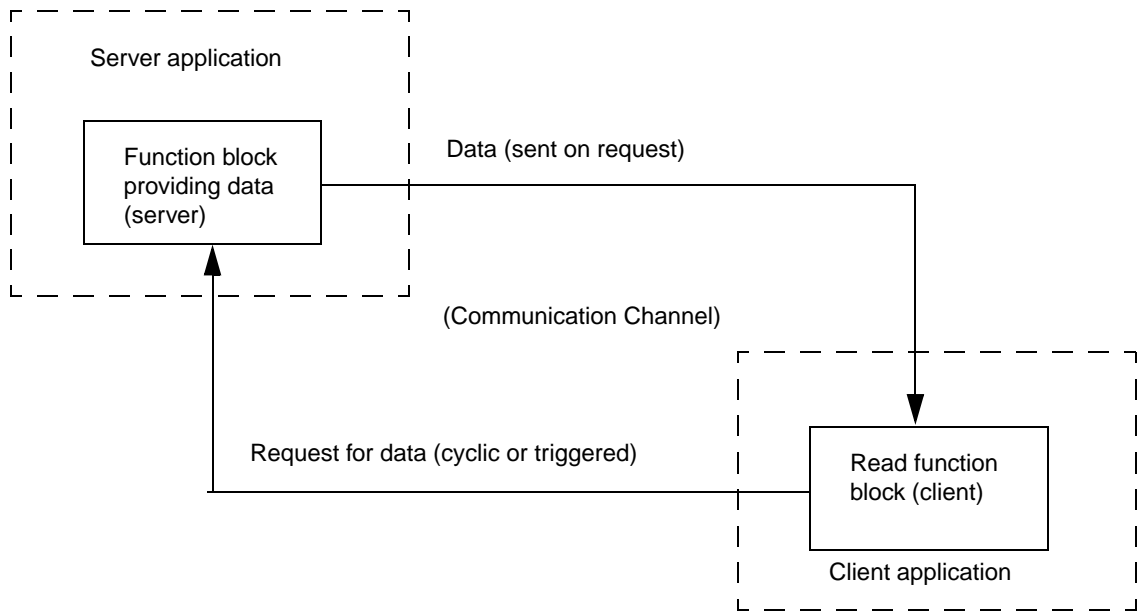 Server application
Function block
providing data
(server)
Data (sent on request)
(Communication Channel)
Request for data (cyclic or triggered)
Read function
block (client)
Client application